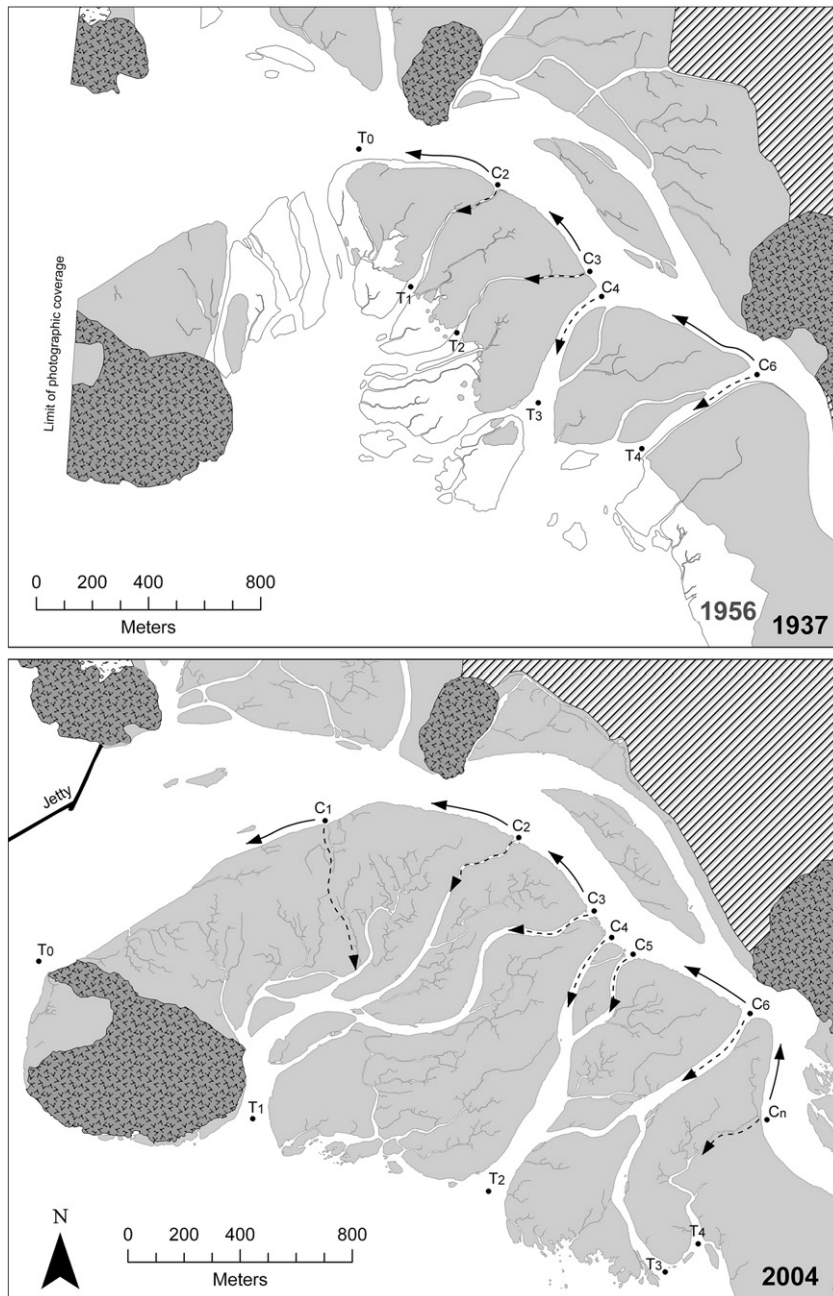 T0
C2
C3
C4
T1
T2
C6
T3
T4
Limit of photographic coverage
0 200 400 800
Meters
1956 1937
Jetty
C1
C2
C3
C4
C5
T0
C6
Cn
T1
T2
T4
T3
N
0 200 400 800
Meters
2004